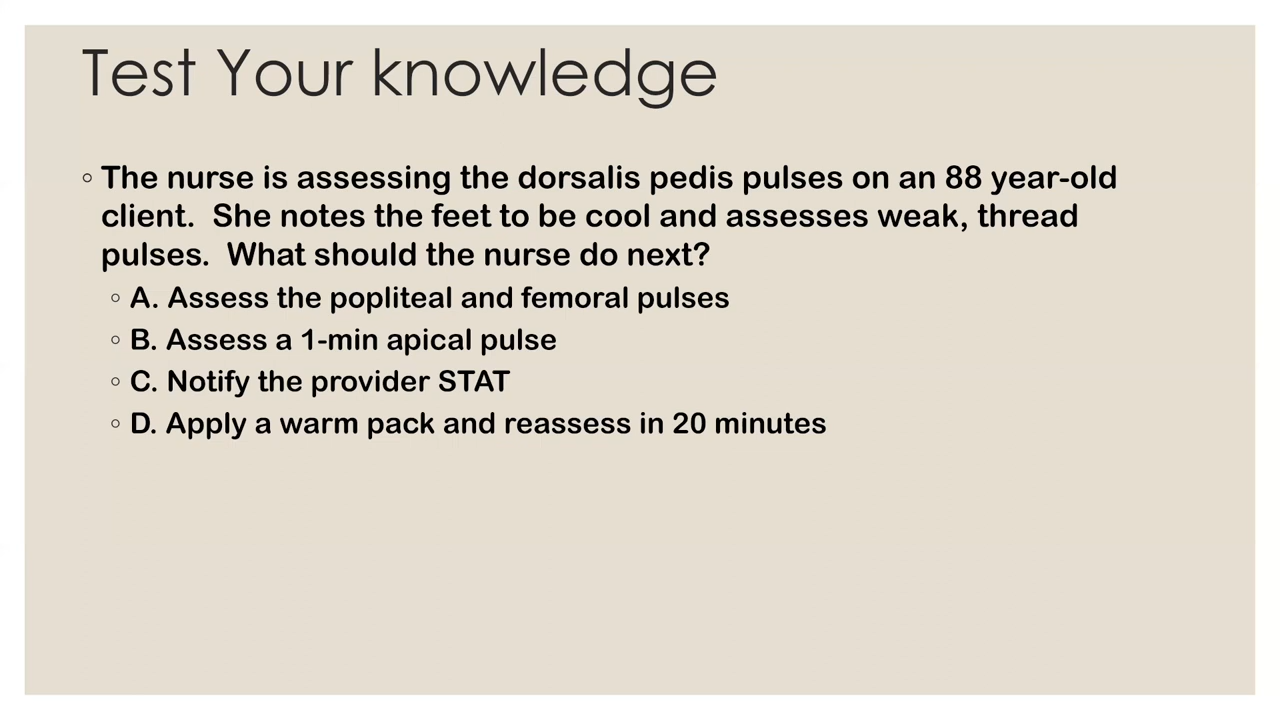 Test Your knowledge
◦ The nurse is assessing the dorsalis pedis pulses on an 88 year-old
client.  She notes the feet to be cool and assesses weak, thread
pulses.  What should the nurse do next?
◦ A. Assess the popliteal and femoral pulses
◦ B. Assess a 1-min apical pulse
◦ C. Notify the provider STAT
◦ D. Apply a warm pack and reassess in 20 minutes